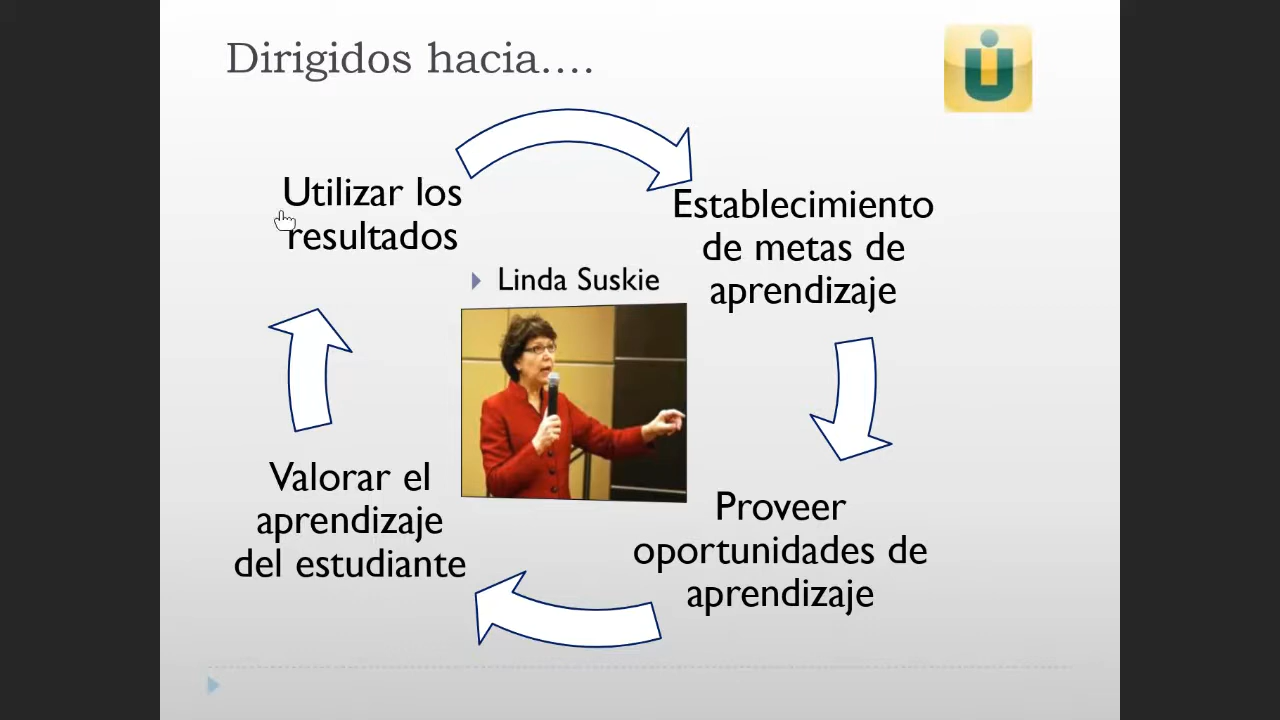 Dirigidos hacia....
Utilizar los
resultados
Establecimiento
de metas de
aprendizaje
Linda Suskie
Valorar el
aprendizaje
del estudiante
Proveer
oportunidades de
aprendizaje